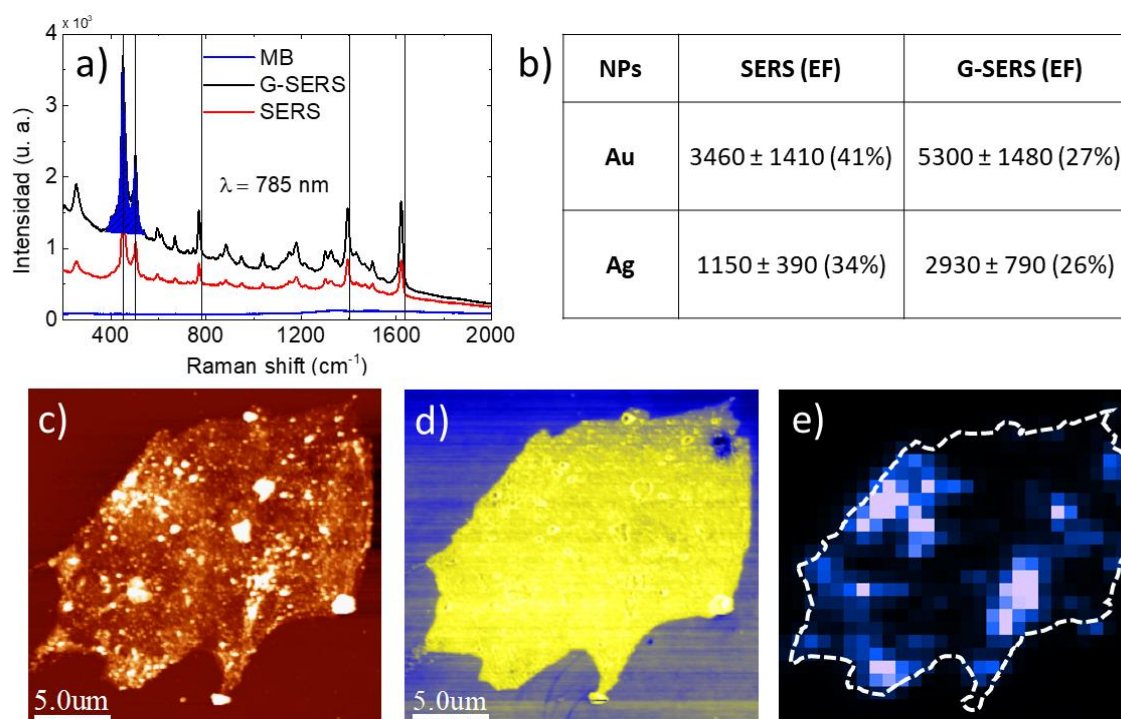 a)
x 10³
4
3
2
1
0
Intensidad (u. a.)
MB
G-SERS
SERS
λ = 785 nm
400 800 1200 1600 2000
Raman shift (cm⁻¹)
b)
NPs SERS (EF) G-SERS (EF)
Au 3460 ± 1410 (41%) 5300 ± 1480 (27%)
Ag 1150 ± 390 (34%) 2930 ± 790 (26%)
c)
5.0um
d)
5.0um
e)